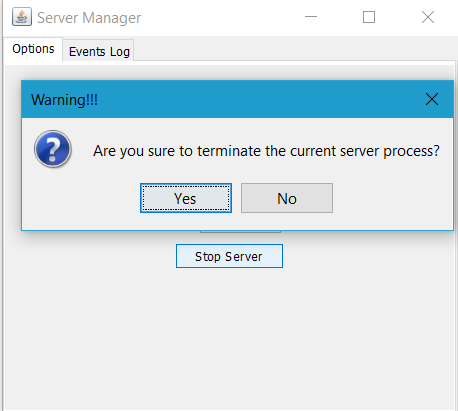 Server Manager
Options
Events Log
Warning!!!
?
Are you sure to terminate the current server process?
Yes
No
Stop Server